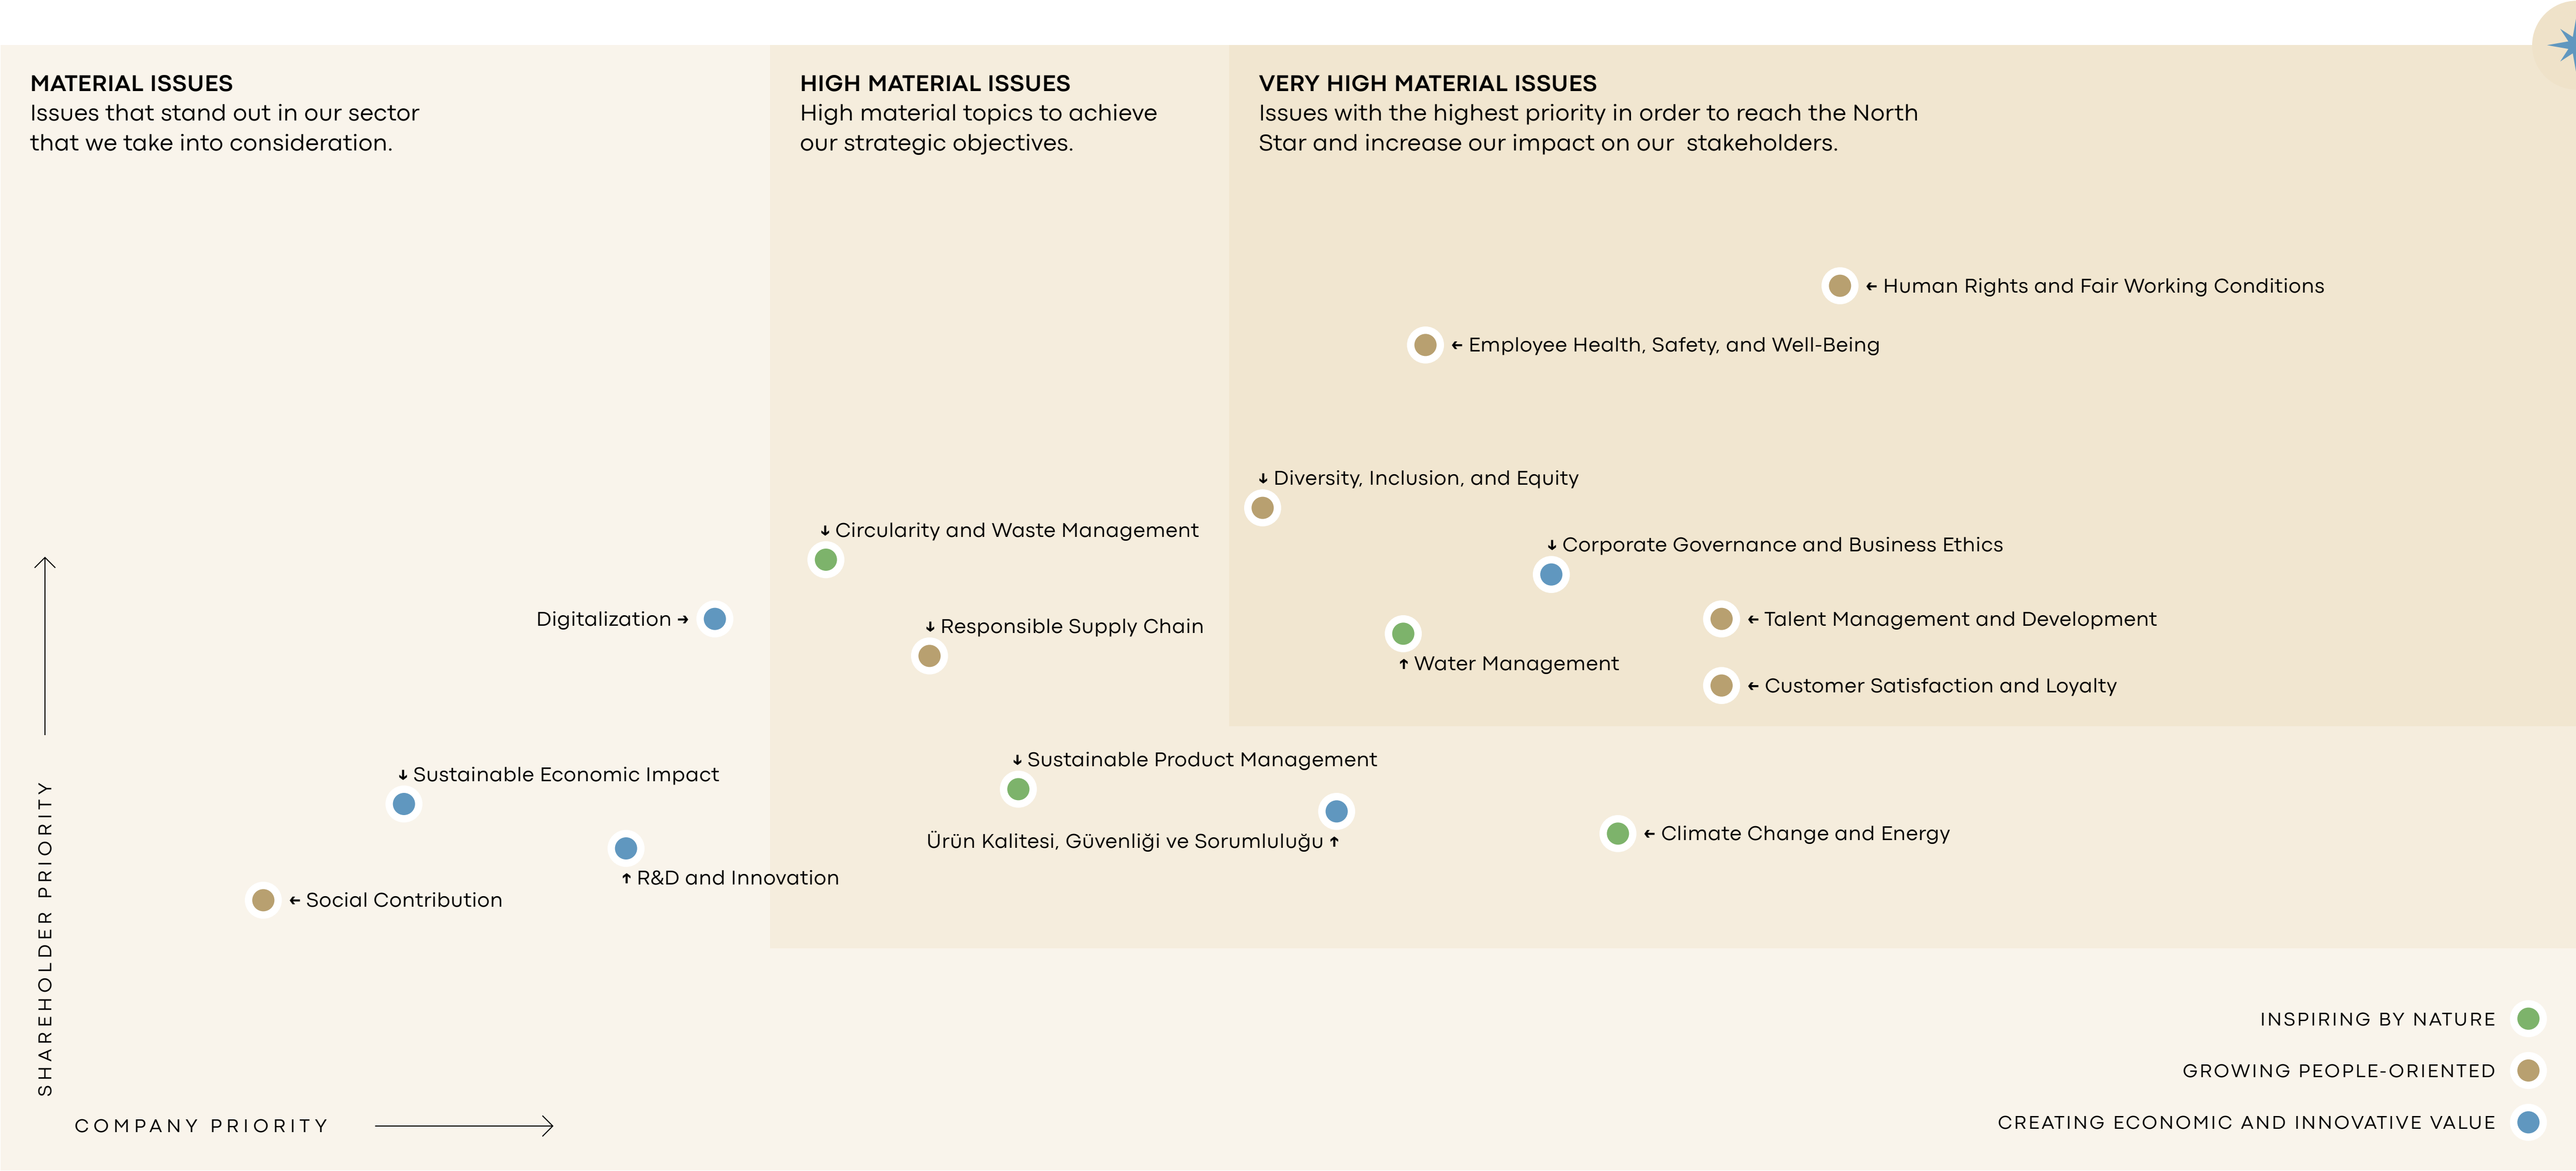 MATERIAL ISSUES
Issues that stand out in our sector
that we take into consideration.
HIGH MATERIAL ISSUES
High material topics to achieve
our strategic objectives.
VERY HIGH MATERIAL ISSUES
Issues with the highest priority in order to reach the North
Star and increase our impact on our stakeholders.
← Human Rights and Fair Working Conditions
← Employee Health, Safety, and Well-Being
↓ Diversity, Inclusion, and Equity
↓ Circularity and Waste Management
↓ Corporate Governance and Business Ethics
Digitalization →
↓ Responsible Supply Chain
← Talent Management and Development
↑ Water Management
← Customer Satisfaction and Loyalty
↓ Sustainable Economic Impact
↓ Sustainable Product Management
Ürün Kalitesi, Güvenliği ve Sorumluluğu ↑
← Climate Change and Energy
↑ R&D and Innovation
← Social Contribution
SHAREHOLDER PRIORITY
COMPANY PRIORITY
INSPIRING BY NATURE
GROWING PEOPLE-ORIENTED
CREATING ECONOMIC AND INNOVATIVE VALUE